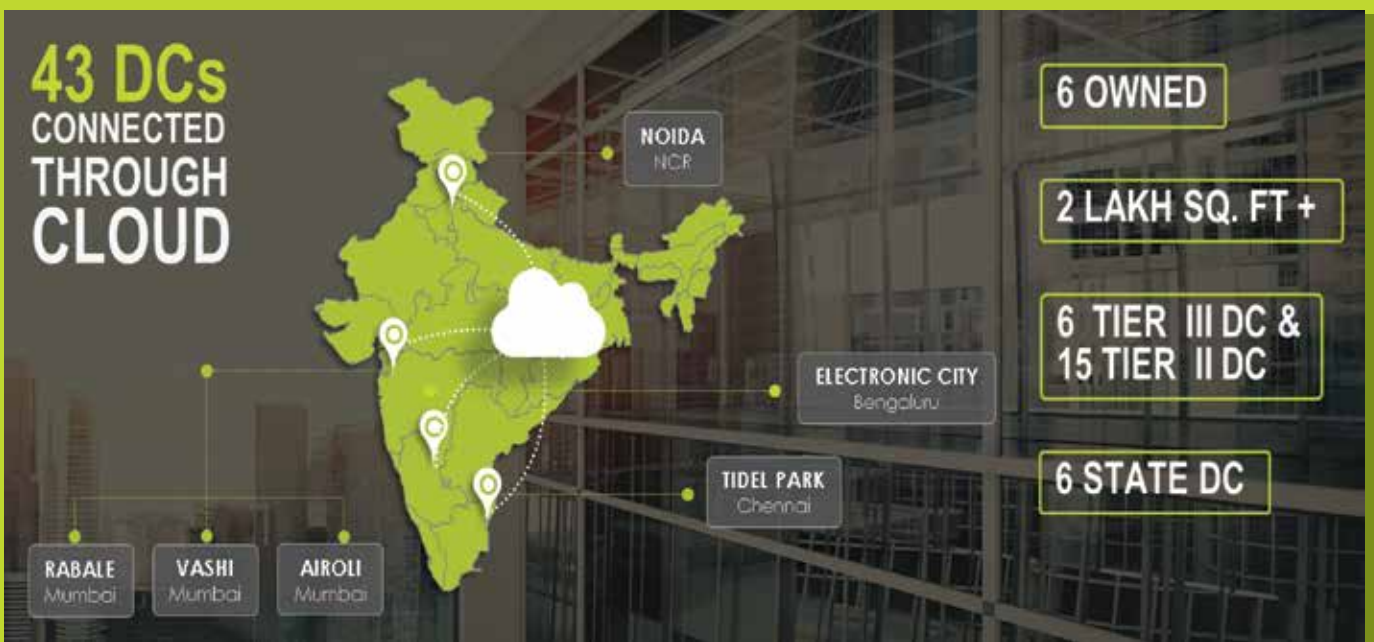 43 DCs
CONNECTED
THROUGH
CLOUD
NOIDA
NCR
ELECTRONIC CITY
Bengaluru
TIDEL PARK
Chennai
RABALE
Mumbai
VASHI
Mumbai
AIROLI
Mumbai
6 OWNED
2 LAKH SQ. FT +
6 TIER III DC &
15 TIER II DC
6 STATE DC